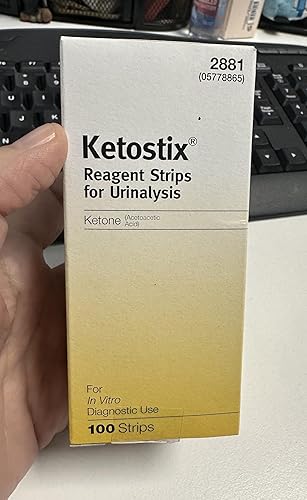 2881
(05778865)
Ketostix®
Reagent Strips
for Urinalysis
Ketone (Acetoacetic
Acid)
For
In Vitro
Diagnostic Use
100 Strips